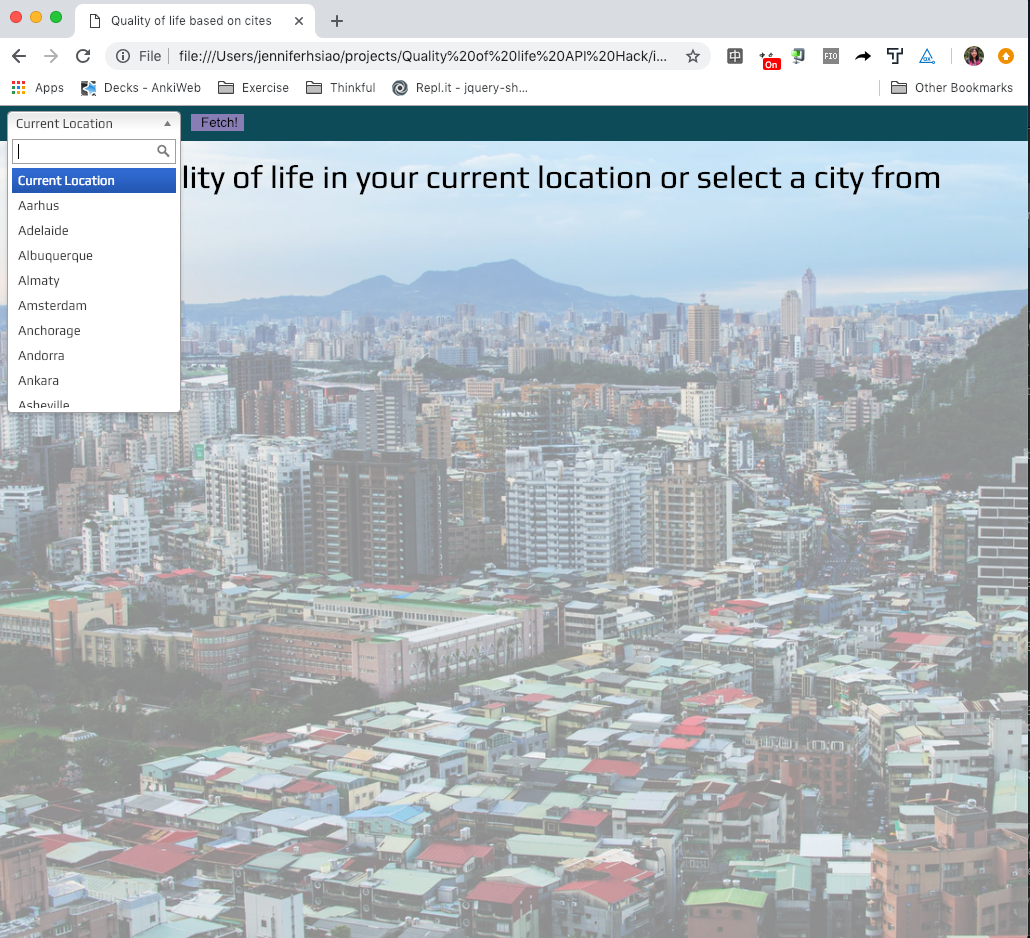 Quality of life based on cites
File
file:///Users/jenniferhsiao/projects/Quality%20of%20life%20API%20Hack/i...
中
On
FIO
Apps
Decks - AnkiWeb
Exercise
Thinkful
Repl.it - jquery-sh...
Other Bookmarks
Current Location
Fetch!
lity of life in your current location or select a city from
Current Location
Aarhus
Adelaide
Albuquerque
Almaty
Amsterdam
Anchorage
Andorra
Ankara
Asheville